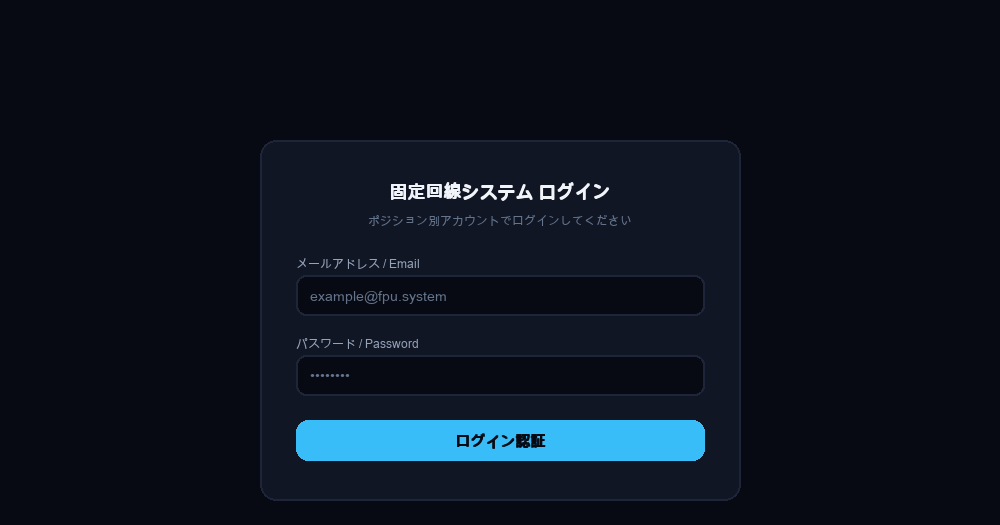 固定回線システム ログイン
ポジション別アカウントでログインしてください
メールアドレス / Email
example@fpu.system
パスワード / Password
••••••••
ログイン認証